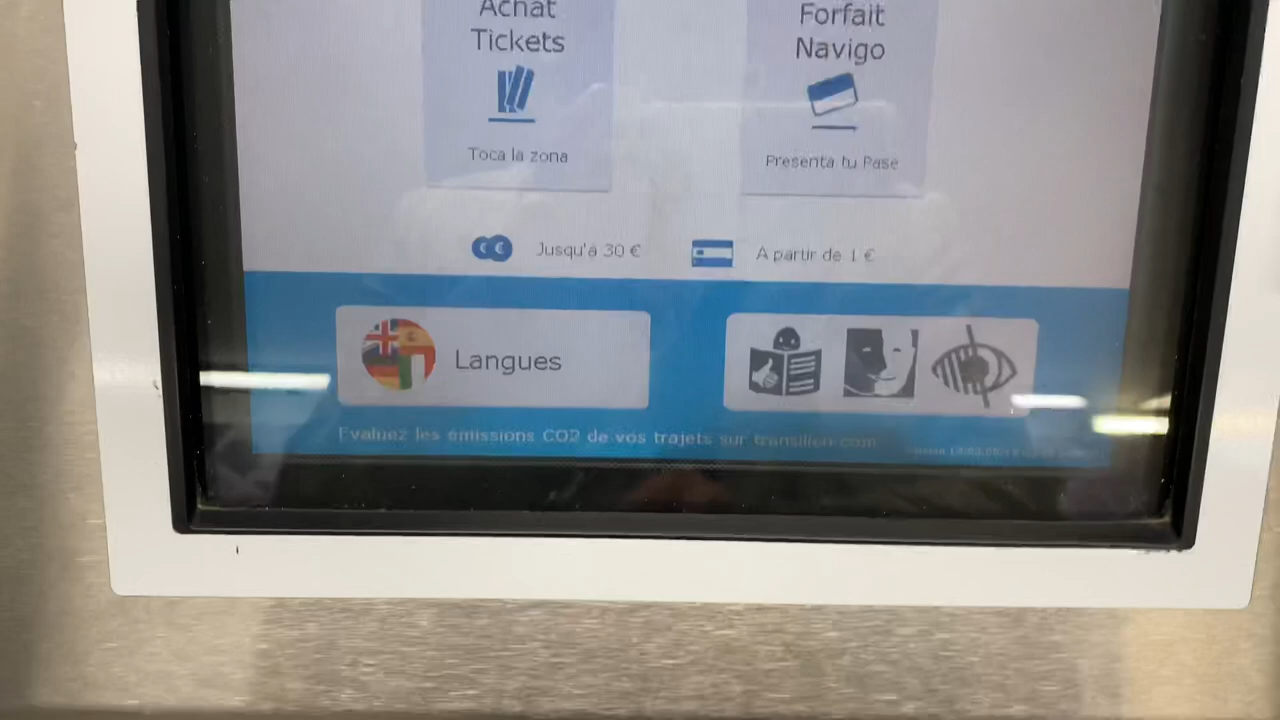 Achat
Tickets
Toca la zona
Forfait
Navigo
Presenta tu Pase
Jusqu'à 30 €
A partir de 1 €
Langues
Evaluez les émissions CO2 de vos trajets sur transilien.com